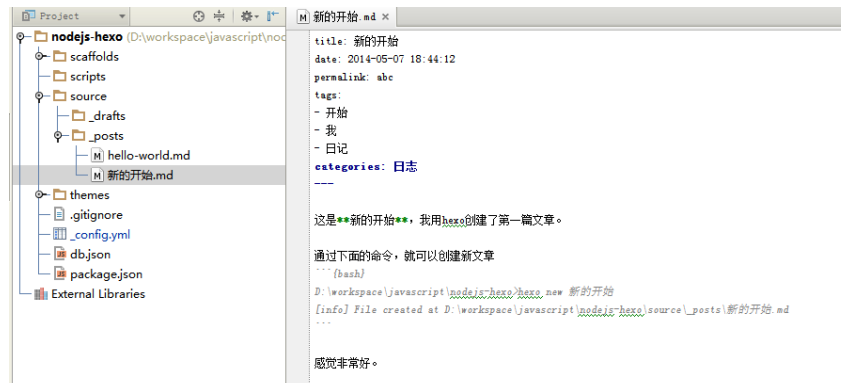 Project
nodejs-hexo (D:\workspace\javascript\noc
scaffolds
scripts
source
_drafts
_posts
hello-world.md
新的开始.md
themes
.gitignore
_config.yml
db.json
package.json
External Libraries
新的开始.md
title: 新的开始
date: 2014-05-07 18:44:12
permalink: abc
tags:
- 开始
- 我
- 日记
categories: 日志
---
这是**新的开始**，我用hexo创建了第一篇文章。
通过下面的命令，就可以创建新文章
```{bash}
D:\workspace\javascript\nodejs-hexo>hexo new 新的开始
[info] File created at D:\workspace\javascript\nodejs-hexo\source\_posts\新的开始.md
```
感觉非常好。